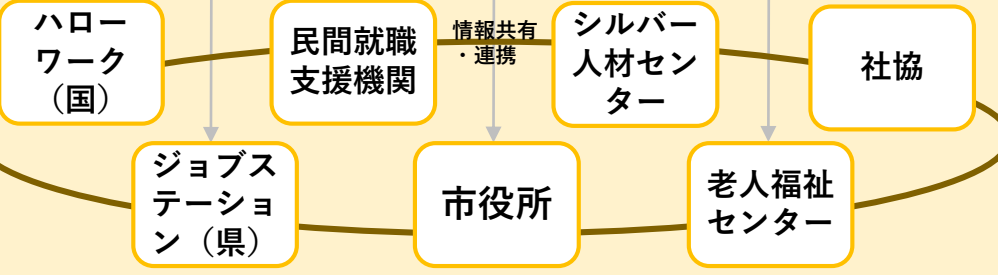 ハロー
ワーク
（国）
民間就職
支援機関
情報共有
・連携
シルバー
人材セン
ター
社協
ジョブス
テーショ
ン（県）
市役所
老人福祉
センター